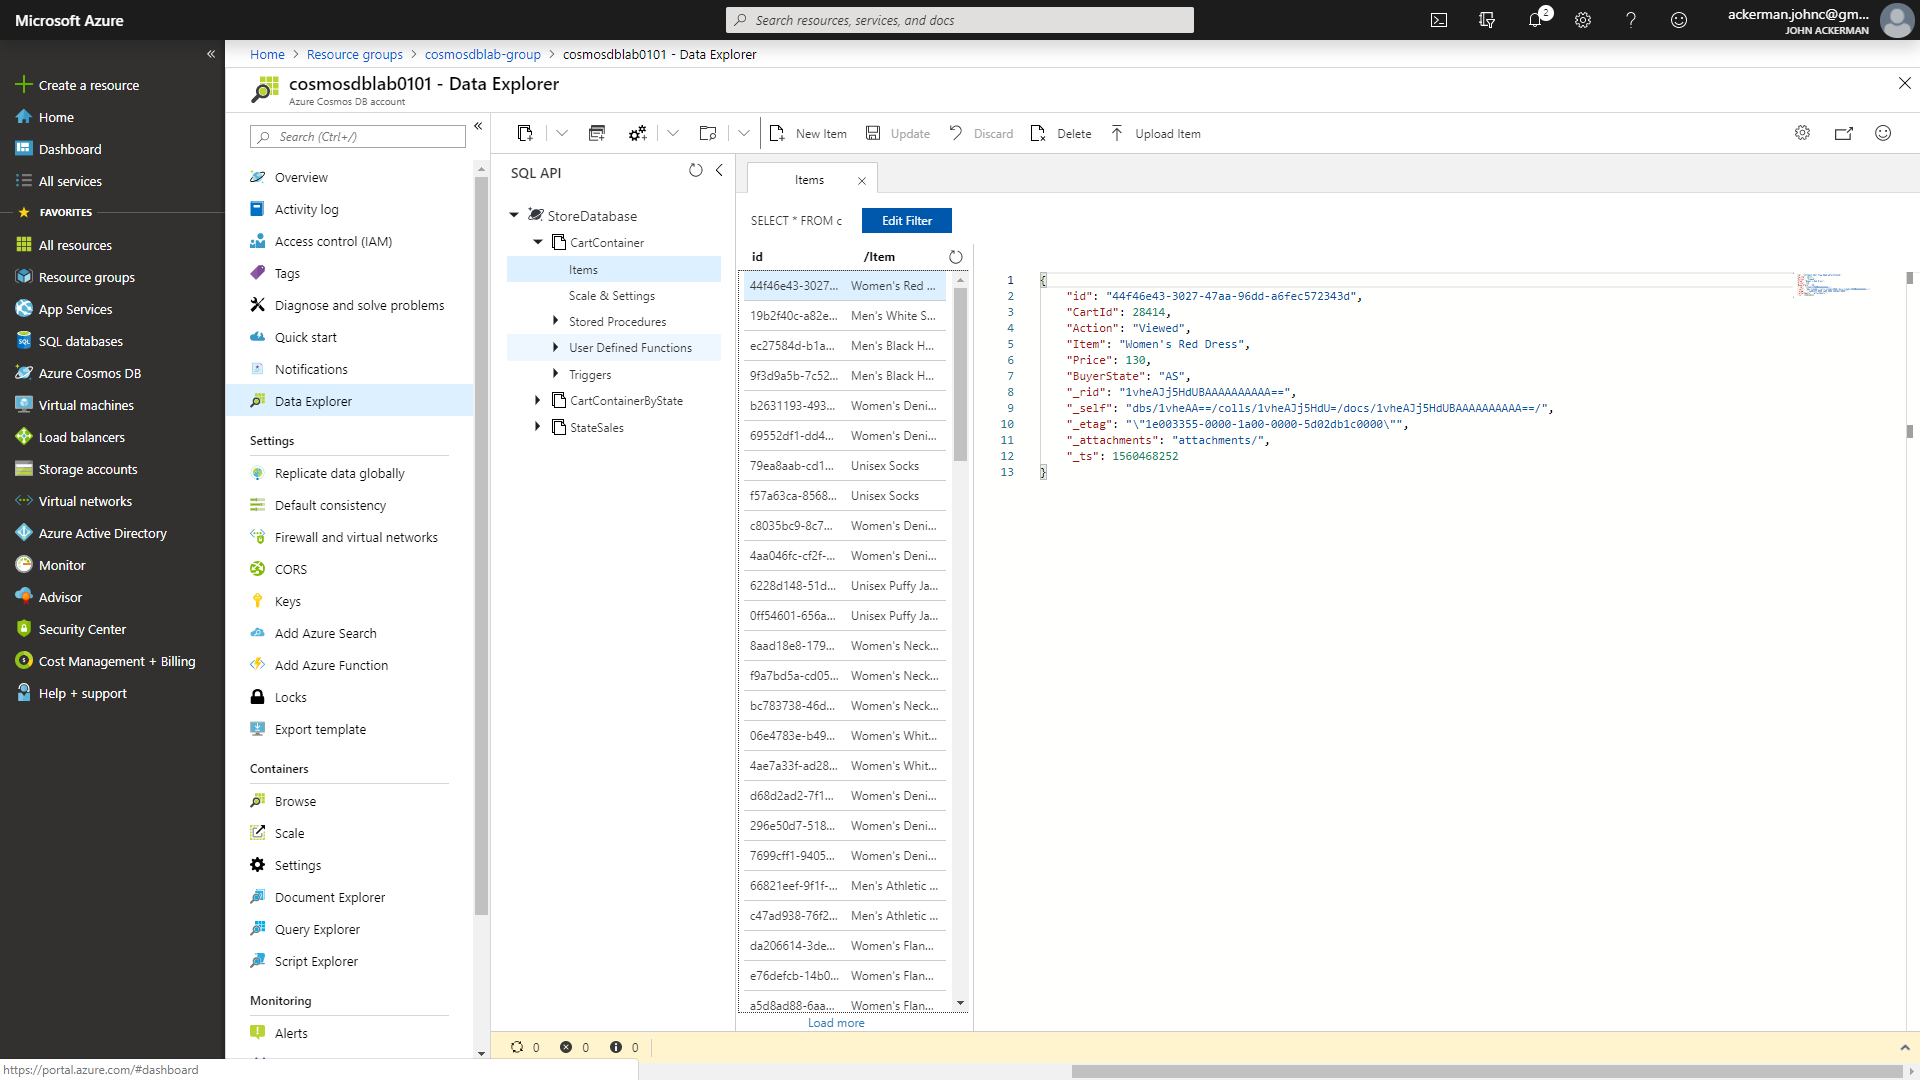 Microsoft Azure
Search resources, services, and docs
2
ackerman.johnc@gm...
JOHN ACKERMAN
Create a resource
Home
Dashboard
All services
FAVORITES
All resources
Resource groups
App Services
SQL databases
Azure Cosmos DB
Virtual machines
Load balancers
Storage accounts
Virtual networks
Azure Active Directory
Monitor
Advisor
Security Center
Cost Management + Billing
Help + support
Home > Resource groups > cosmosdblab-group > cosmosdblab0101 - Data Explorer
cosmosdblab0101 - Data Explorer
Azure Cosmos DB account
Search (Ctrl+/)
Overview
Activity log
Access control (IAM)
Tags
Diagnose and solve problems
Quick start
Notifications
Data Explorer
Settings
Replicate data globally
Default consistency
Firewall and virtual networks
CORS
Keys
Add Azure Search
Add Azure Function
Locks
Export template
Containers
Browse
Scale
Settings
Document Explorer
Query Explorer
Script Explorer
Monitoring
Alerts
New Item
Update
Discard
Delete
Upload Item
SQL API
StoreDatabase
CartContainer
Items
Scale & Settings
Stored Procedures
User Defined Functions
Triggers
CartContainerByState
StateSales
Items
SELECT * FROM c
Edit Filter
id /Item
44f46e43-3027... Women's Red ...
19b2f40c-a82e... Men's White S...
ec27584d-b1a... Men's Black H...
9f3d9a5b-7c52... Men's Black H...
b2631193-493... Women's Deni...
69552df1-dd4... Women's Deni...
79ea8aab-cd1... Unisex Socks
f57a63ca-8568... Unisex Socks
c8035bc9-8c7... Women's Deni...
4aa046fc-cf2f-... Women's Deni...
6228d148-51d... Unisex Puffy Ja...
0ff54601-656a... Unisex Puffy Ja...
8aad18e8-179... Women's Neck...
f9a7bd5a-cd05... Women's Neck...
bc783738-46d... Women's Neck...
06e4783e-b49... Women's Whit...
4ae7a33f-ad28... Women's Whit...
d68d2ad2-7f1... Women's Deni...
296e50d7-518... Women's Deni...
7699cff1-9405... Women's Deni...
66821eef-9f1f-... Men's Athletic ...
c47ad938-76f2... Men's Athletic ...
da206614-3de... Women's Flan...
e76defcb-14b0... Women's Flan...
a5d8ad88-6aa... Women's Flan...
Load more
1 {
2 "id": "44f46e43-3027-47aa-96dd-a6fec572343d",
3 "CartId": 28414,
4 "Action": "Viewed",
5 "Item": "Women's Red Dress",
6 "Price": 130,
7 "BuyerState": "AS",
8 "_rid": "1vheAJj5HdUBAAAAAAAAAA==",
9 "_self": "dbs/1vheAA==/colls/1vheAJj5HdU=/docs/1vheAJj5HdUBAAAAAAAAAA==/",
10 "_etag": "\"1e003355-0000-1a00-0000-5d02db1c0000\"",
11 "_attachments": "attachments/",
12 "_ts": 1560468252
13 }
0 0 0
https://portal.azure.com/#dashboard